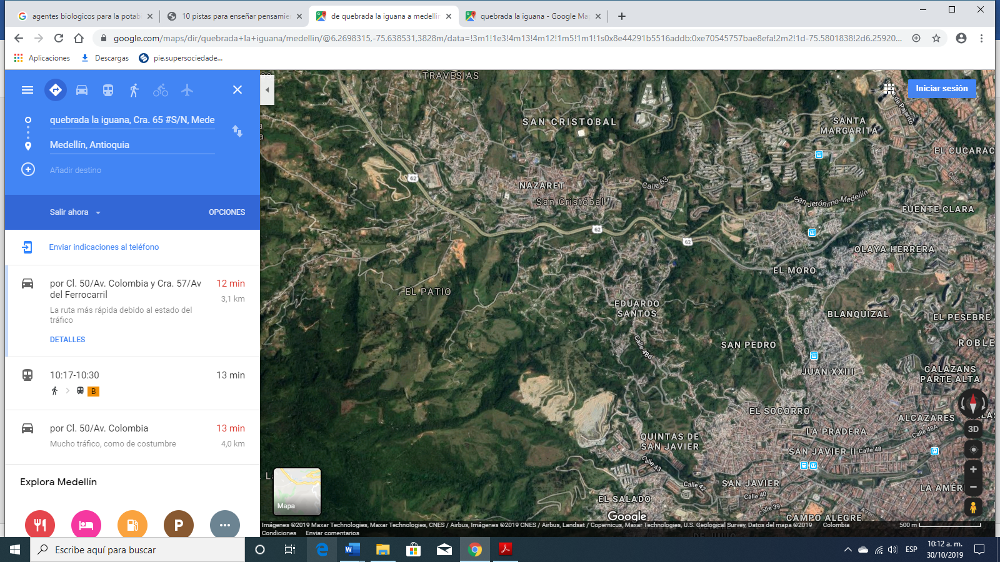 agentes biologicos para la potab
10 pistas para enseñar pensamie
de quebrada la iguana a medellin
quebrada la iguana - Google Ma
google.com/maps/dir/quebrada+la+iguana/medellin/@6.2698315,-75.638531,3828m/data=!3m1!1e3!4m13!4m12!1m5!1m1!1s0x8e44291b5516addb:0xe70545757bae8efa!2m2!1d-75.5801838!2d6.25920...
Aplicaciones
Descargas
pie.supersociedade...
quebrada la iguana, Cra. 65 #S/N, Mede
Medellín, Antioquia
Añadir destino
Salir ahora
OPCIONES
Enviar indicaciones al teléfono
por Cl. 50/Av. Colombia y Cra. 57/Av
del Ferrocarril
12 min
3,1 km
La ruta más rápida debido al estado del
tráfico
DETALLES
10:17-10:30
13 min
B
por Cl. 50/Av. Colombia
13 min
Mucho tráfico, como de costumbre
4,0 km
Explora Medellín
P
Iniciar sesión
TRAVESIAS
SAN CRISTOBAL
SANTA
MARGARITA
de Pajarito
EL CUCARAC
62
NAZARET
Calle 63
San Cristóbal
San Jerónimo-Medellín
FUENTE CLARA
62
62
OLAYA HERRERA
EL MORO
EL PATIO
EDUARDO
SANTOS
BLANQUIZAL
EL PESEBRE
Calle 48d
SAN PEDRO
ROBLE
JUAN XXIII
CALAZANS
PARTE ALTA
EL SOCORRO
ALCAZARES
LA PRADERA
Calle 48A
3D
QUINTAS DE
SAN JAVIER
SAN JAVIER II
Calle 48
Calle 43
Calle 42
SAN JAVIER
LA AMÉRI
Calle 40
EL SALADO
Calle 39
CAMPO ALEGRE
Mapa
Google
Imágenes ©2019 Maxar Technologies, Maxar Technologies, CNES / Airbus, Imágenes ©2019 CNES / Airbus, Landsat / Copernicus, Maxar Technologies, U.S. Geological Survey, Datos del mapa ©2019
Colombia
500 m
Condiciones
Enviar comentarios
Escribe aquí para buscar
ESP
10:12 a. m.
30/10/2019